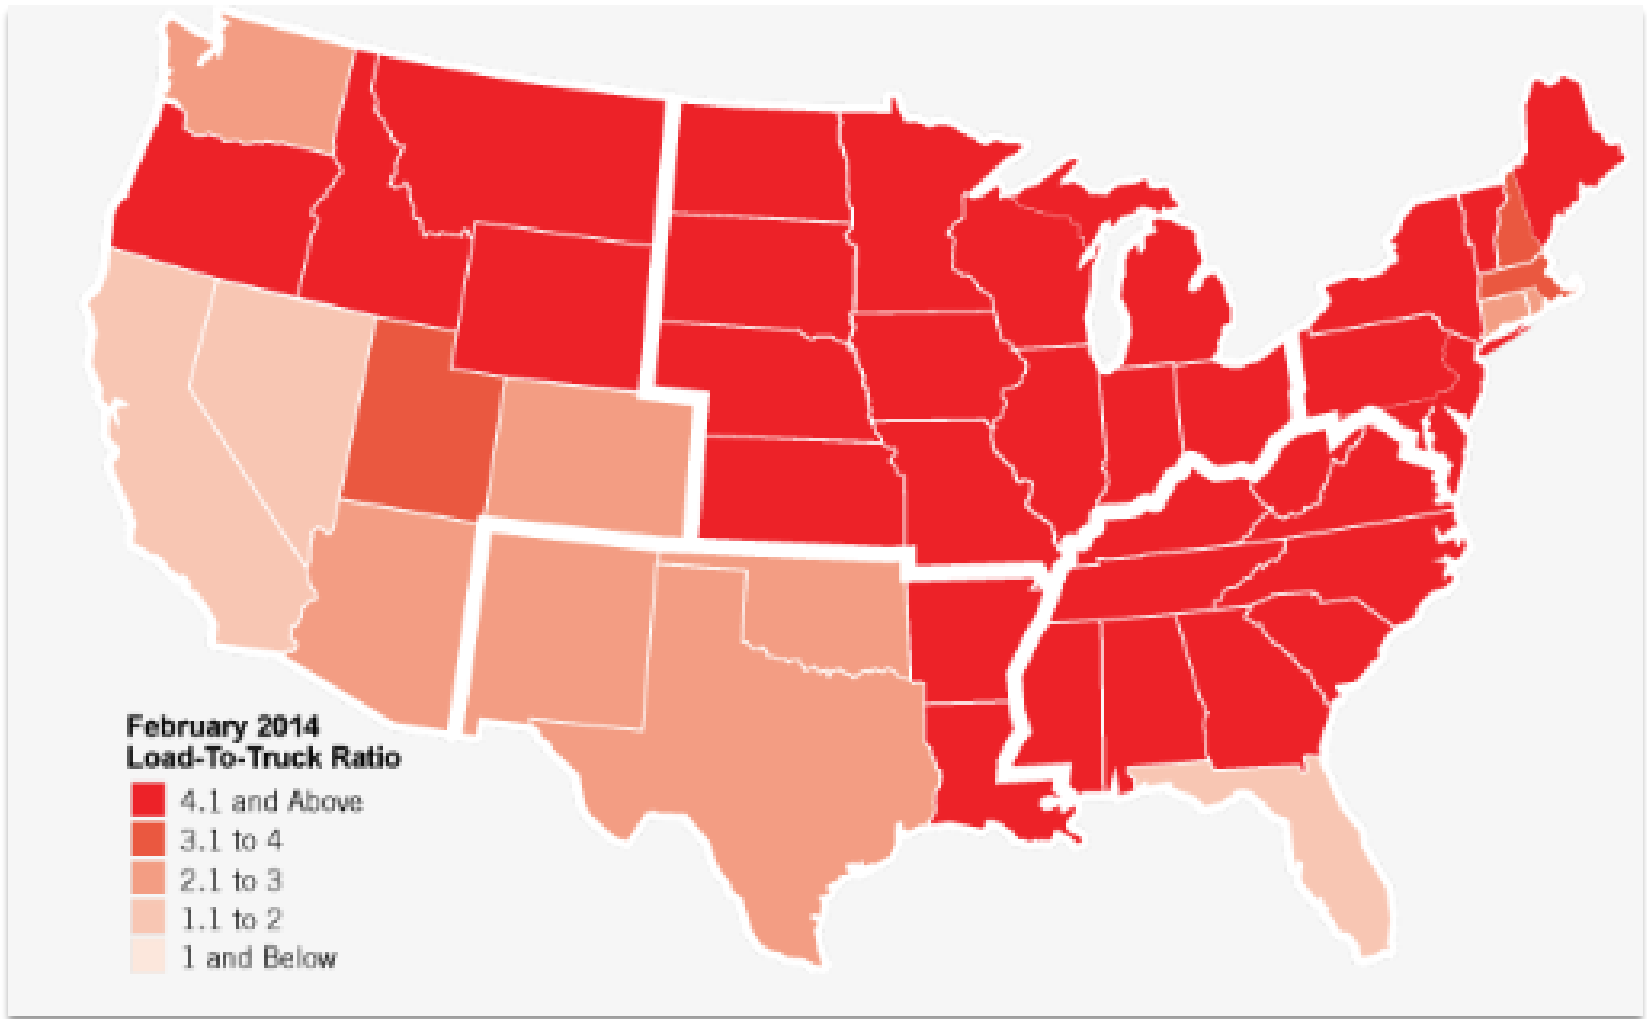 February 2014
Load-To-Truck Ratio
4.1 and Above
3.1 to 4
2.1 to 3
1.1 to 2
1 and Below